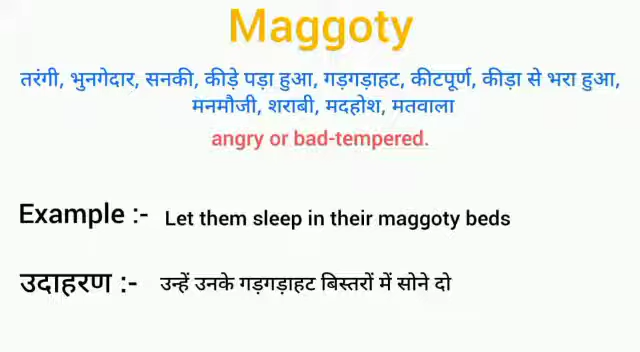 Maggoty
तरंगी, भुनगेदार, सनकी, कीड़े पड़ा हुआ, गड़गड़ाहट, कीटपूर्ण, कीड़ा से भरा हुआ,
मनमौजी, शराबी, मदहोश, मतवाला
angry or bad-tempered.
Example :- Let them sleep in their maggoty beds
उदाहरण :- उन्हें उनके गड़गड़ाहट बिस्तरों में सोने दो